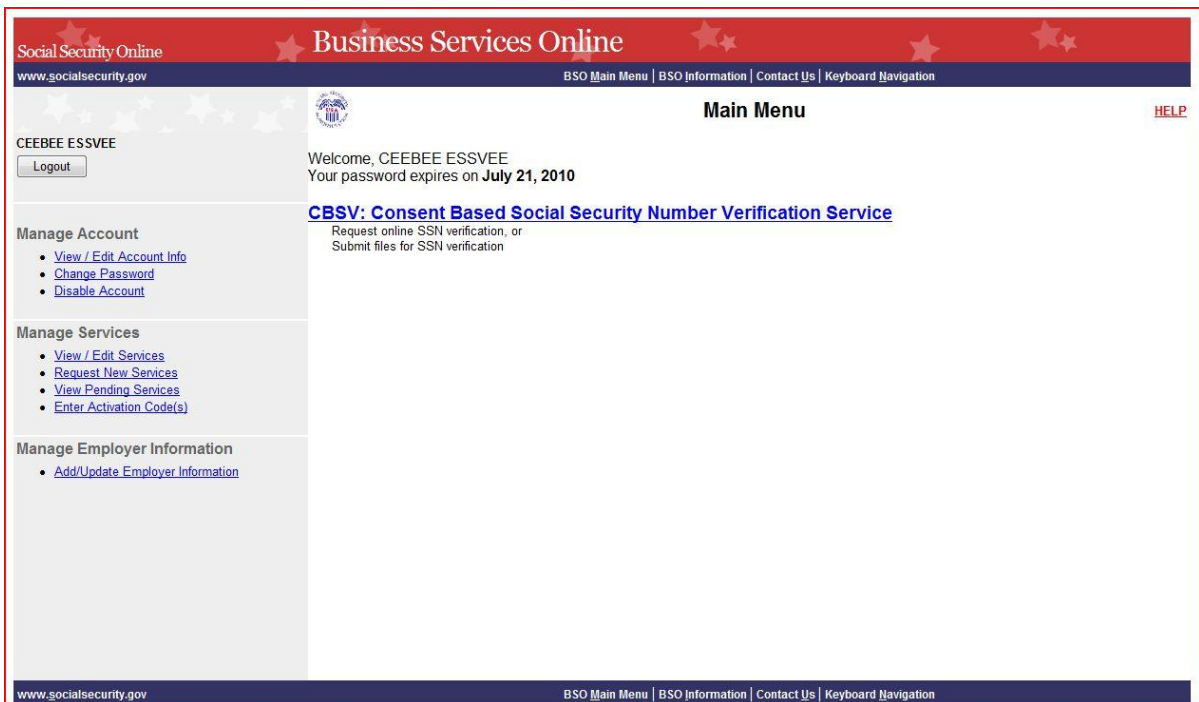 Social Security Online
Business Services Online
www.socialsecurity.gov
BSO Main Menu | BSO Information | Contact Us | Keyboard Navigation
Main Menu
HELP
CEEBEE ESSVEE
Logout
Welcome, CEEBEE ESSVEE
Your password expires on July 21, 2010
CBSV: Consent Based Social Security Number Verification Service
Request online SSN verification, or
Submit files for SSN verification
Manage Account
View / Edit Account Info
Change Password
Disable Account
Manage Services
View / Edit Services
Request New Services
View Pending Services
Enter Activation Code(s)
Manage Employer Information
Add/Update Employer Information
www.socialsecurity.gov
BSO Main Menu | BSO Information | Contact Us | Keyboard Navigation